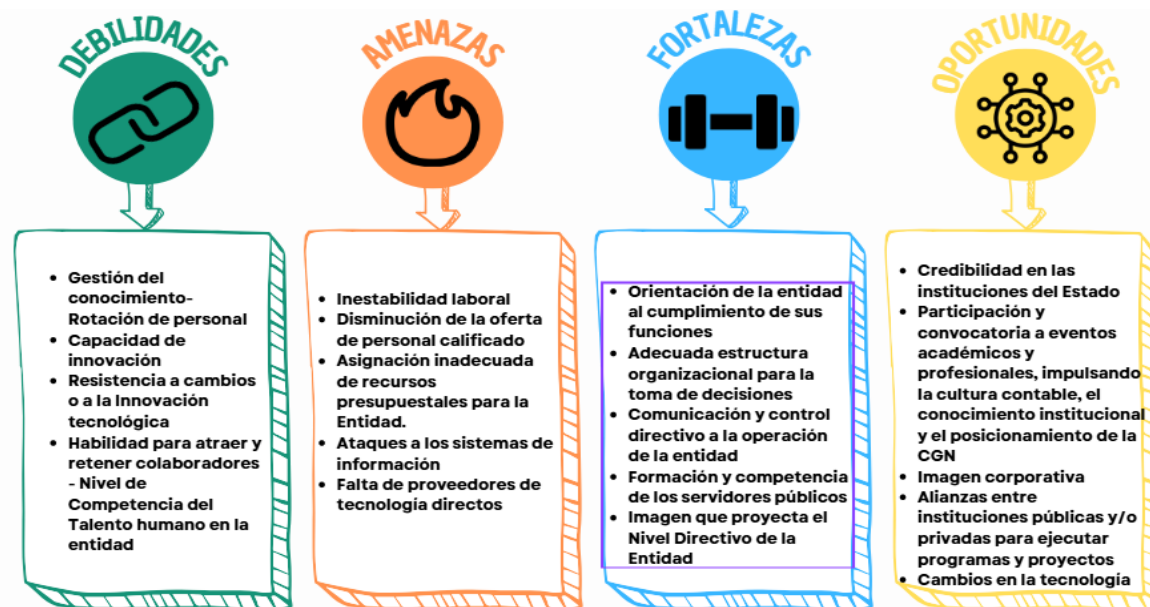 DEBILIDADES
• Gestión del
conocimiento-
Rotación de personal
• Capacidad de
innovación
• Resistencia a cambios
o a la Innovación
tecnológica
• Habilidad para atraer y
retener colaboradores
- Nivel de
Competencia del
Talento humano en la
entidad
AMENAZAS
• Inestabilidad laboral
• Disminución de la oferta
de personal calificado
• Asignación inadecuada
de recursos
presupuestales para la
Entidad.
• Ataques a los sistemas de
información
• Falta de proveedores de
tecnología directos
FORTALEZAS
• Orientación de la entidad
al cumplimiento de sus
funciones
• Adecuada estructura
organizacional para la
toma de decisiones
• Comunicación y control
directivo a la operación
de la entidad
• Formación y competencia
de los servidores públicos
• Imagen que proyecta el
Nivel Directivo de la
Entidad
OPORTUNIDADES
• Credibilidad en las
instituciones del Estado
• Participación y
convocatoria a eventos
académicos y
profesionales, impulsando
la cultura contable, el
conocimiento institucional
y el posicionamiento de la
CGN
• Imagen corporativa
• Alianzas entre
instituciones públicas y/o
privadas para ejecutar
programas y proyectos
• Cambios en la tecnología